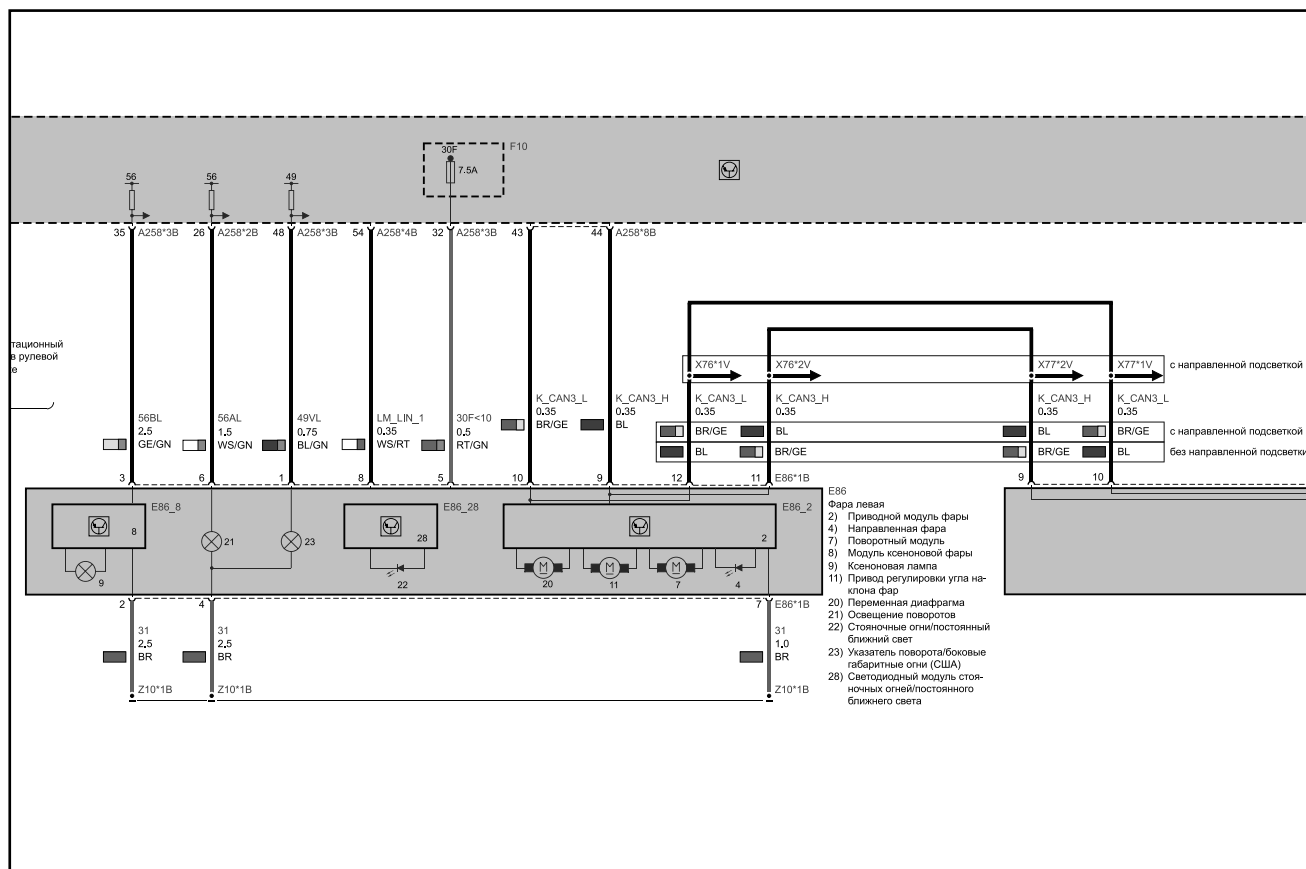 30F
F10
7.5A
56
56
49
35
A258*3B
26
A258*2B
48
A258*3B
54
A258*4B
32
A258*3B
43
44
A258*8B
тационный
в рулевой
X76*1V
X76*2V
X77*2V
X77*1V
с направленной подсветкой
56BL
2.5
GE/GN
56AL
1.5
WS/GN
49VL
0.75
BL/GN
LM_LIN_1
0.35
WS/RT
30F<10
0.5
RT/GN
K_CAN3_L
0.35
BR/GE
K_CAN3_H
0.35
BL
K_CAN3_L
0.35
K_CAN3_H
0.35
K_CAN3_H
0.35
K_CAN3_L
0.35
BR/GE
BL
BL
BR/GE
с направленной подсветкой
BL
BR/GE
BR/GE
BL
без направленной подсветки
3
6
1
8
5
10
9
12
11
E86*1B
9
10
E86_8
8
9
21
23
E86_28
28
22
E86_2
2
M
M
M
20
11
7
4
E86
Фара левая
2) Приводной модуль фары
4) Направленная фара
7) Поворотный модуль
8) Модуль ксеноновой фары
9) Ксеноновая лампа
11) Привод регулировки угла на-
клона фар
20) Переменная диафрагма
21) Освещение поворотов
22) Стояночные огни/постоянный
ближний свет
23) Указатель поворота/боковые
габаритные огни (США)
28) Светодиодный модуль стоя-
ночных огней/постоянного
ближнего света
2
4
7
E86*1B
31
2.5
BR
31
2.5
BR
31
1.0
BR
Z10*1B
Z10*1B
Z10*1B